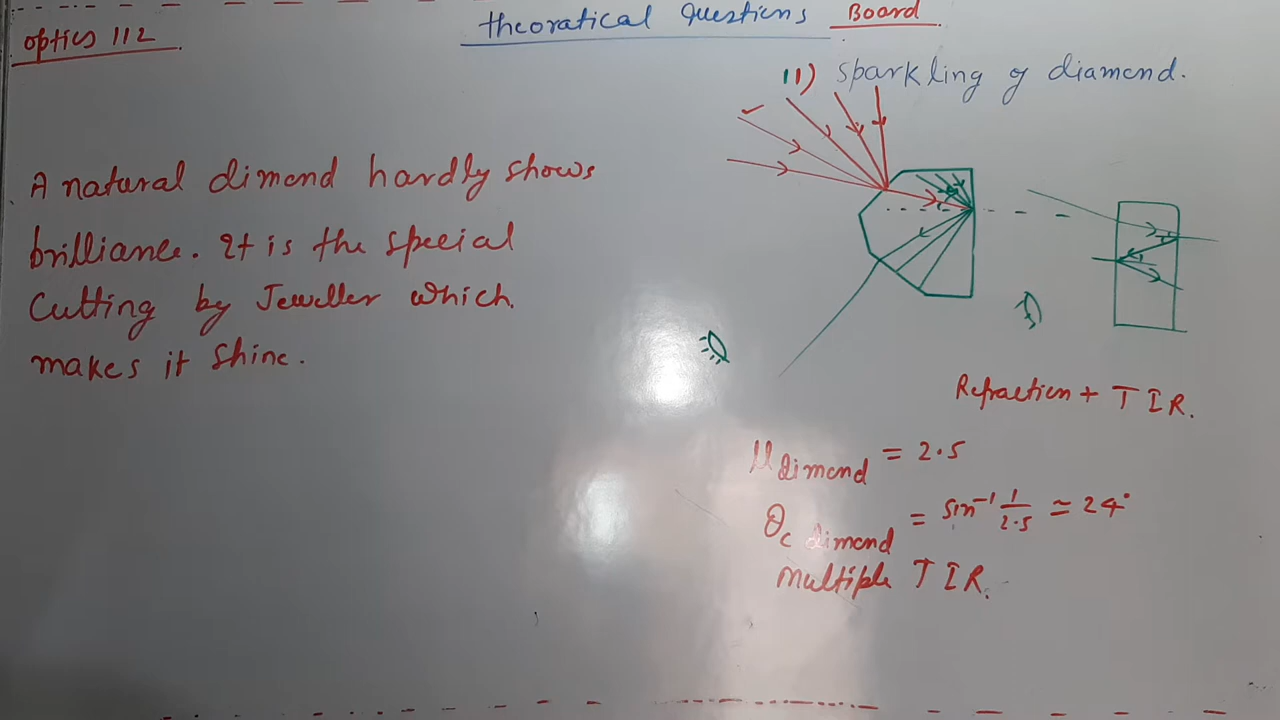 optics 112
theoratical Questions Board
11) sparkling of diamond.
A natural dimond hardly shows
brilliance. It is the special
Cutting by Jeweller which.
makes it shine.
Refraction + TIR.
μ dimond = 2.5
θc dimond = sin⁻¹ 1/2.5 ≃ 24°
multiple TIR.